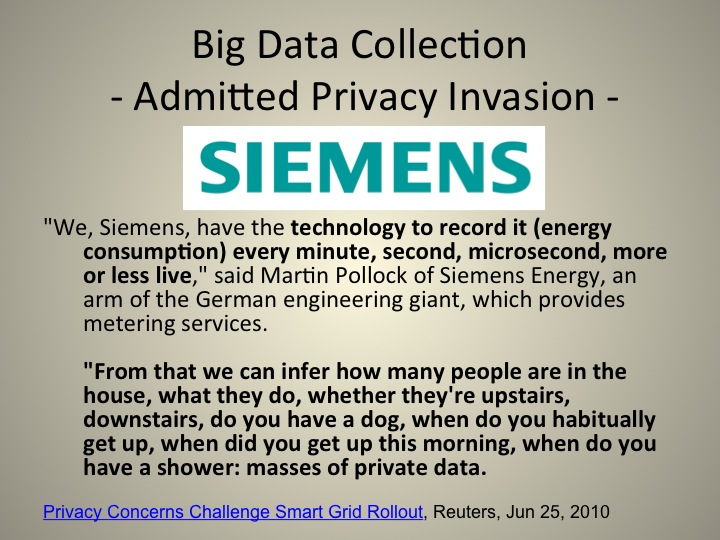 Big Data Collection
- Admitted Privacy Invasion -
SIEMENS
"We, Siemens, have the technology to record it (energy
consumption) every minute, second, microsecond, more
or less live," said Martin Pollock of Siemens Energy, an
arm of the German engineering giant, which provides
metering services.
"From that we can infer how many people are in the
house, what they do, whether they're upstairs,
downstairs, do you have a dog, when do you habitually
get up, when did you get up this morning, when do you
have a shower: masses of private data.
Privacy Concerns Challenge Smart Grid Rollout, Reuters, Jun 25, 2010